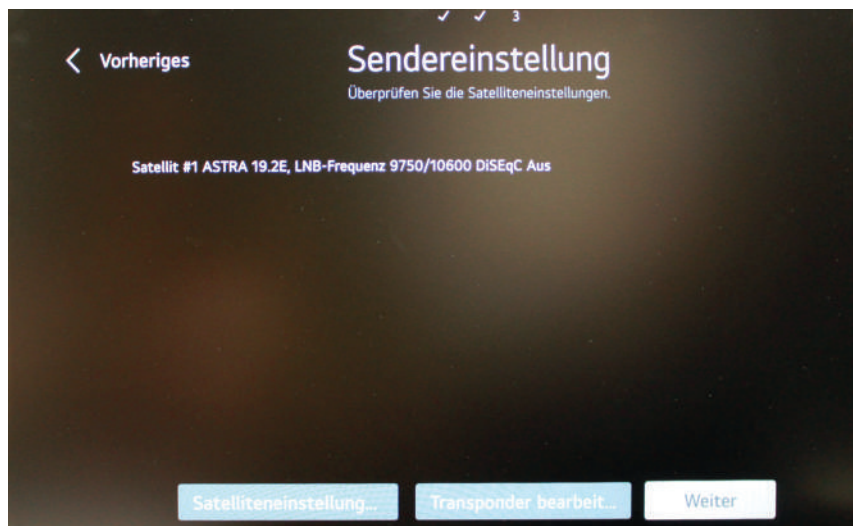 ✓ ✓ 3
Vorheriges
Sendereinstellung
Überprüfen Sie die Satelliteneinstellungen.
Satellit #1 ASTRA 19.2E, LNB-Frequenz 9750/10600 DiSEqC Aus
Satelliteneinstellung...
Transponder bearbeit...
Weiter